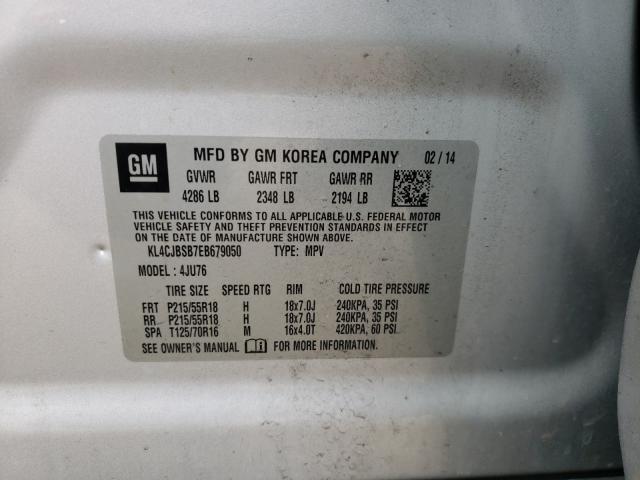 GM MFD BY GM KOREA COMPANY 02/14
GVWR GAWR FRT GAWR RR
4286 LB 2348 LB 2194 LB
THIS VEHICLE CONFORMS TO ALL APPLICABLE U.S. FEDERAL MOTOR
VEHICLE SAFETY AND THEFT PREVENTION STANDARDS IN EFFECT
ON THE DATE OF MANUFACTURE SHOWN ABOVE.
KL4CJBSB7EB679050 TYPE: MPV
MODEL : 4JU76
TIRE SIZE SPEED RTG RIM COLD TIRE PRESSURE
FRT P215/55R18 H 18x7.0J 240KPA, 35 PSI
RR P215/55R18 H 18x7.0J 240KPA, 35 PSI
SPA T125/70R16 M 16x4.0T 420KPA, 60 PSI
SEE OWNER'S MANUAL FOR MORE INFORMATION.